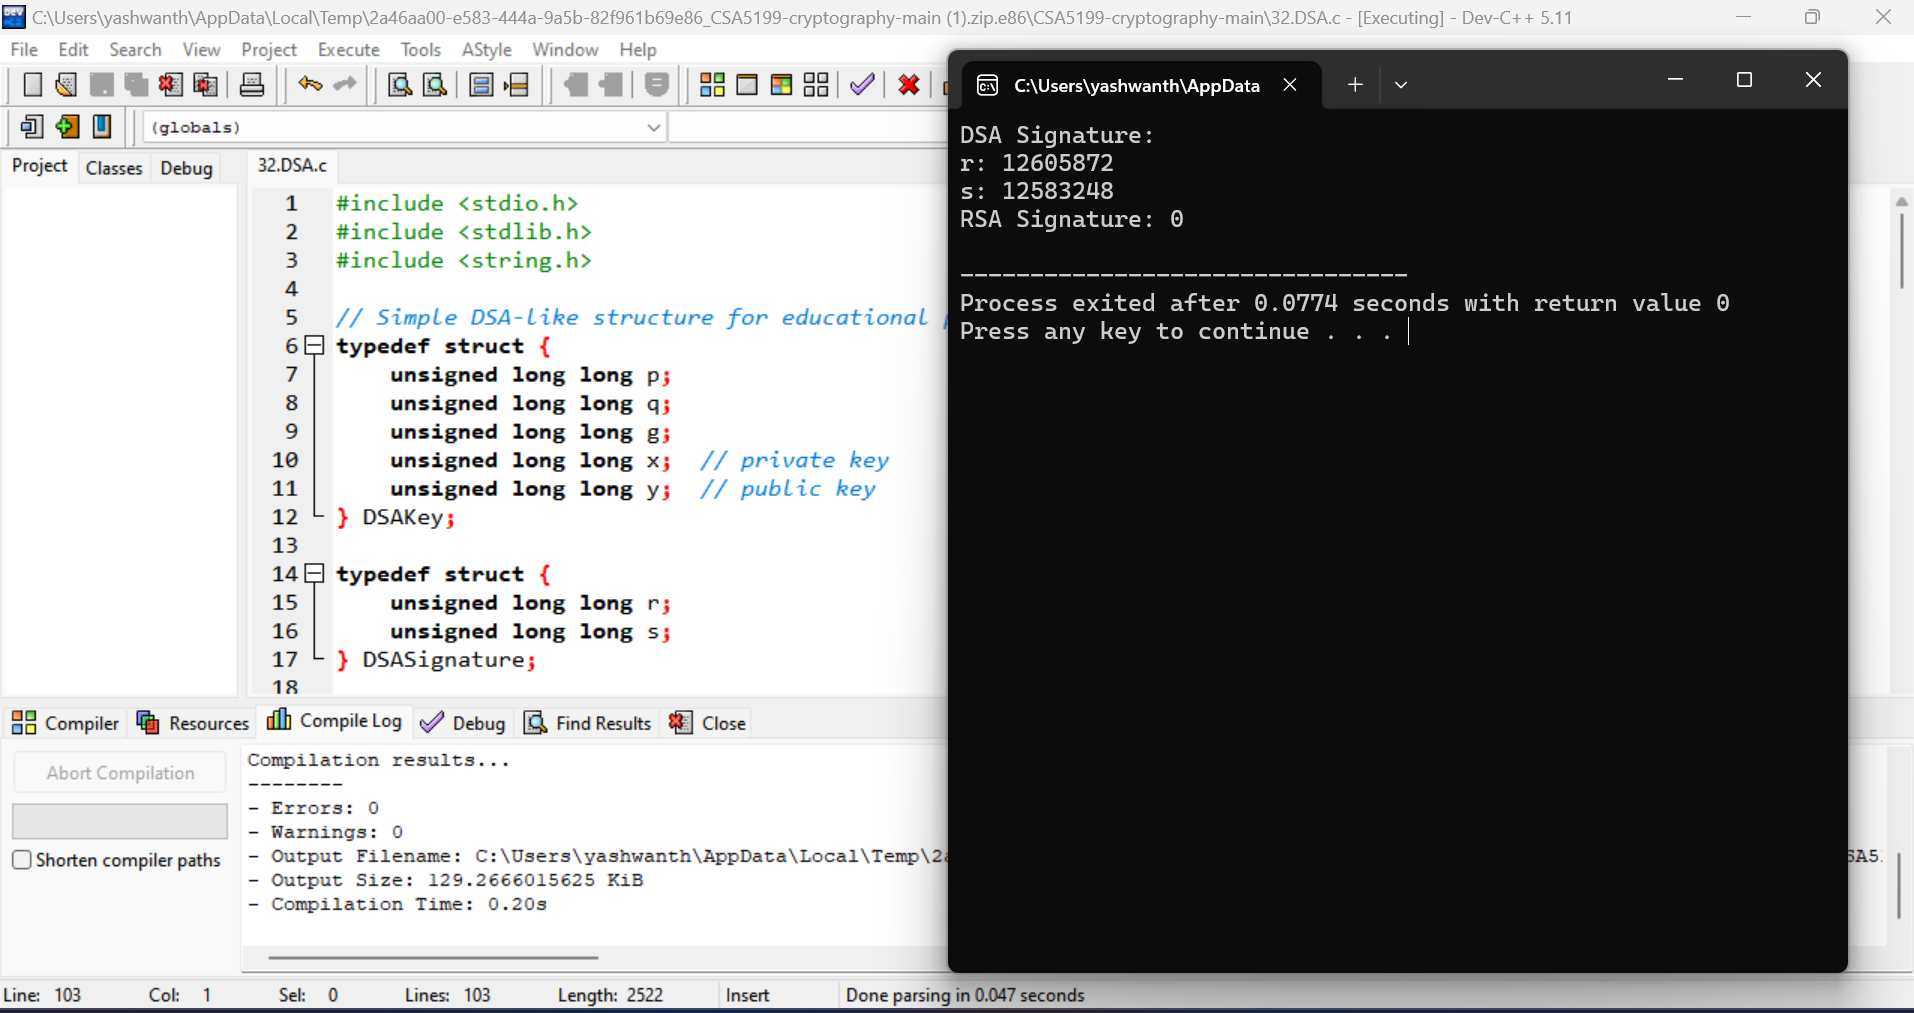 C:\Users\yashwanth\AppData\Local\Temp\2a46aa00-e583-444a-9a5b-82f961b69e86_CSA5199-cryptography-main (1).zip.e86\CSA5199-cryptography-main\32.DSA.c - [Executing] - Dev-C++ 5.11
File Edit Search View Project Execute Tools AStyle Window Help
(globals)
Project Classes Debug
32.DSA.c
1 #include <stdio.h>
2 #include <stdlib.h>
3 #include <string.h>
4
5 // Simple DSA-like structure for educational
6 typedef struct {
7 unsigned long long p;
8 unsigned long long q;
9 unsigned long long g;
10 unsigned long long x; // private key
11 unsigned long long y; // public key
12 } DSAKey;
13
14 typedef struct {
15 unsigned long long r;
16 unsigned long long s;
17 } DSASignature;
18
C:\Users\yashwanth\AppData
DSA Signature:
r: 12605872
s: 12583248
RSA Signature: 0
--------------------------------
Process exited after 0.0774 seconds with return value 0
Press any key to continue . . .
Compiler Resources Compile Log Debug Find Results Close
Abort Compilation
Shorten compiler paths
Compilation results...
--------
- Errors: 0
- Warnings: 0
- Output Filename: C:\Users\yashwanth\AppData\Local\Temp\2a
- Output Size: 129.2666015625 KiB
- Compilation Time: 0.20s
Line: 103 Col: 1 Sel: 0 Lines: 103 Length: 2522 Insert Done parsing in 0.047 seconds